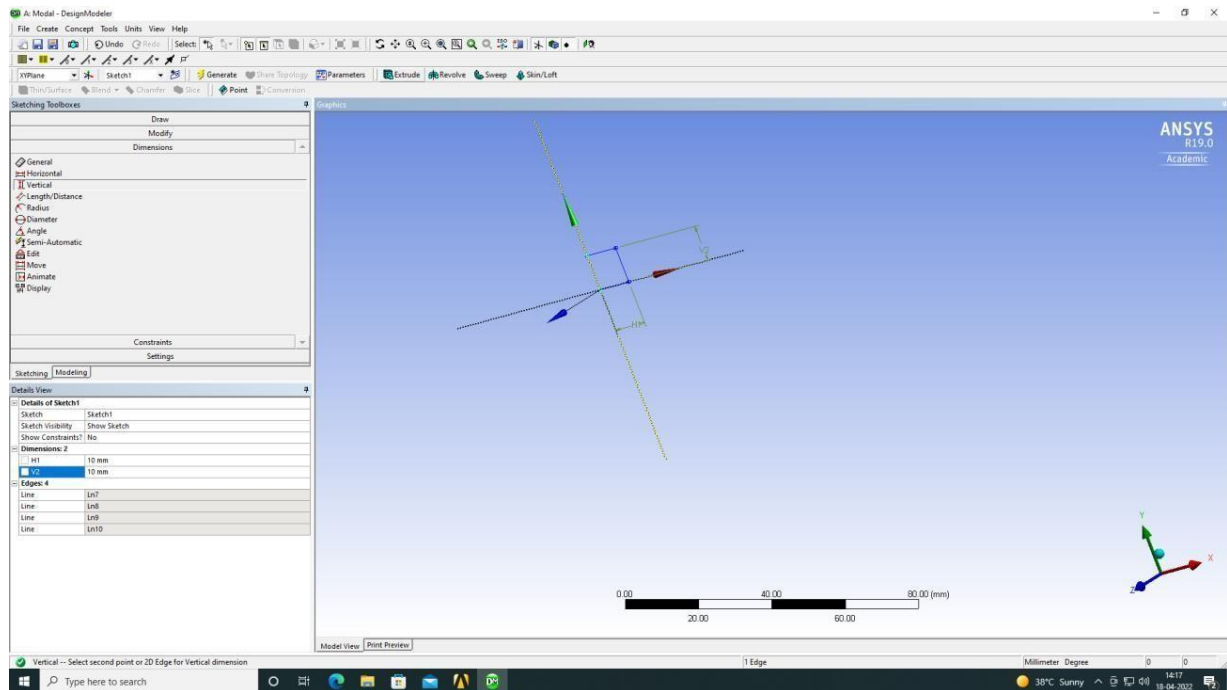 A: Modal - DesignModeler
File Create Concept Tools Units View Help
Undo Redo Select:
XYPlane Sketch1 Generate Share Topology Parameters Extrude Revolve Sweep Skin/Loft
Thin/Surface Blend Chamfer Slice Point Conversion
Sketching Toolboxes
Draw
Modify
Dimensions
General
Horizontal
Vertical
Length/Distance
Radius
Diameter
Angle
Semi-Automatic
Edit
Move
Animate
Display
Constraints
Settings
Sketching Modeling
Details View
Details of Sketch1
Sketch Sketch1
Sketch Visibility Show Sketch
Show Constraints? No
Dimensions: 2
H1 10 mm
V2 10 mm
Edges: 4
Line Ln7
Line Ln8
Line Ln9
Line Ln10
Graphics
ANSYS
R19.0
Academic
V2
H1
Y
X
Z
0.00 40.00 80.00 (mm)
20.00 60.00
Model View Print Preview
Vertical -- Select second point or 2D Edge for Vertical dimension 1 Edge Millimeter Degree 0 0
Type here to search
38°C Sunny
14:17
18-04-2022